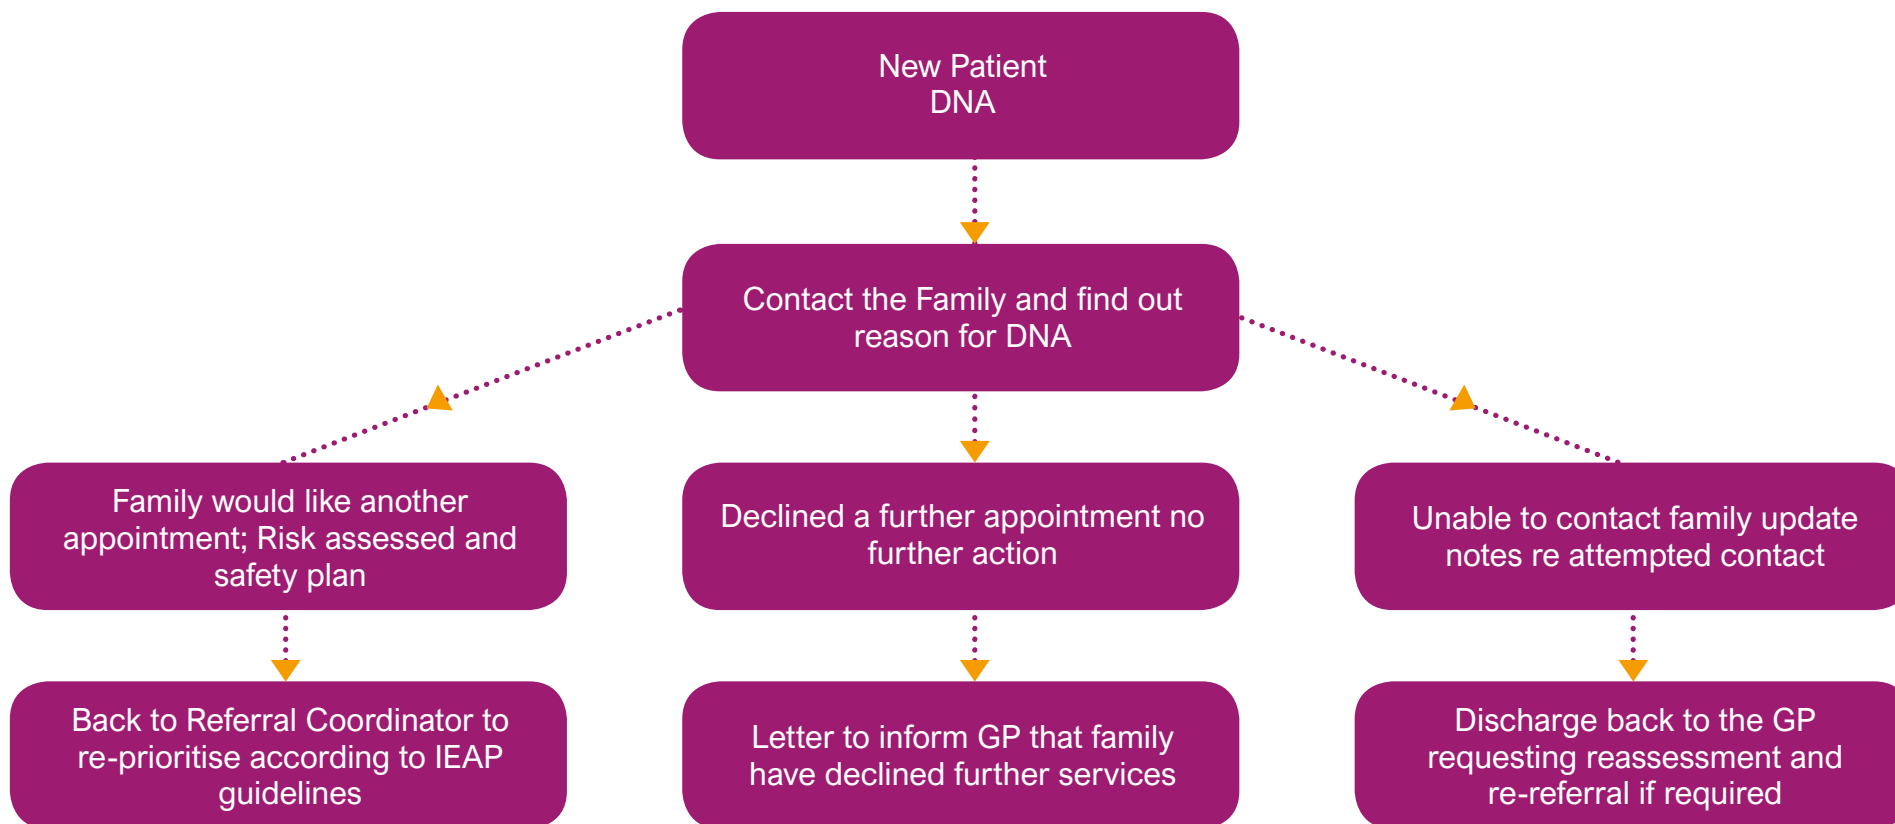 New Patient
DNA
Contact the Family and find out
reason for DNA
Family would like another
appointment; Risk assessed and
safety plan
Declined a further appointment no
further action
Unable to contact family update
notes re attempted contact
Back to Referral Coordinator to
re-prioritise according to IEAP
guidelines
Letter to inform GP that family
have declined further services
Discharge back to the GP
requesting reassessment and
re-referral if required